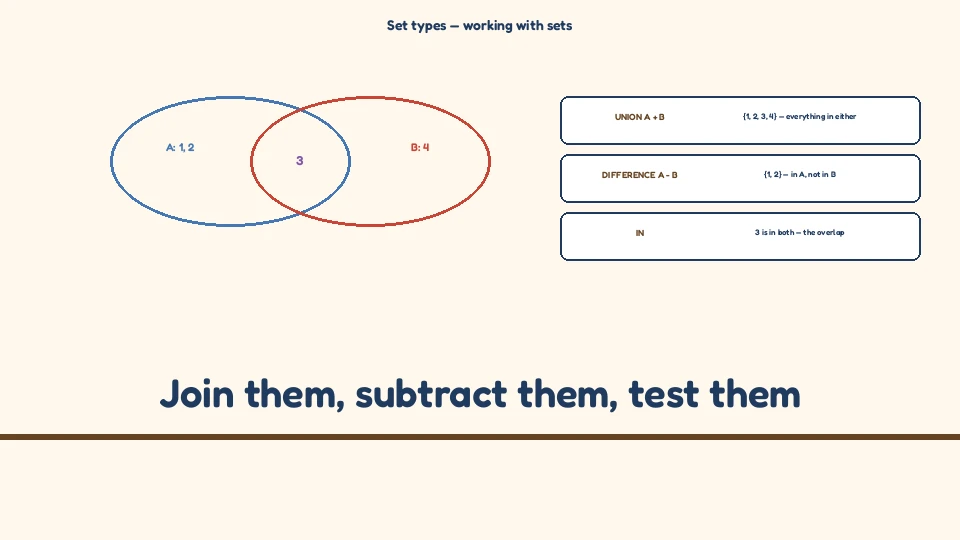 Set types — working with sets
A: 1, 2
3
B: 4
UNION A + B
{1, 2, 3, 4} — everything in either
DIFFERENCE A - B
{1, 2} — in A, not in B
IN
3 is in both — the overlap
Join them, subtract them, test them